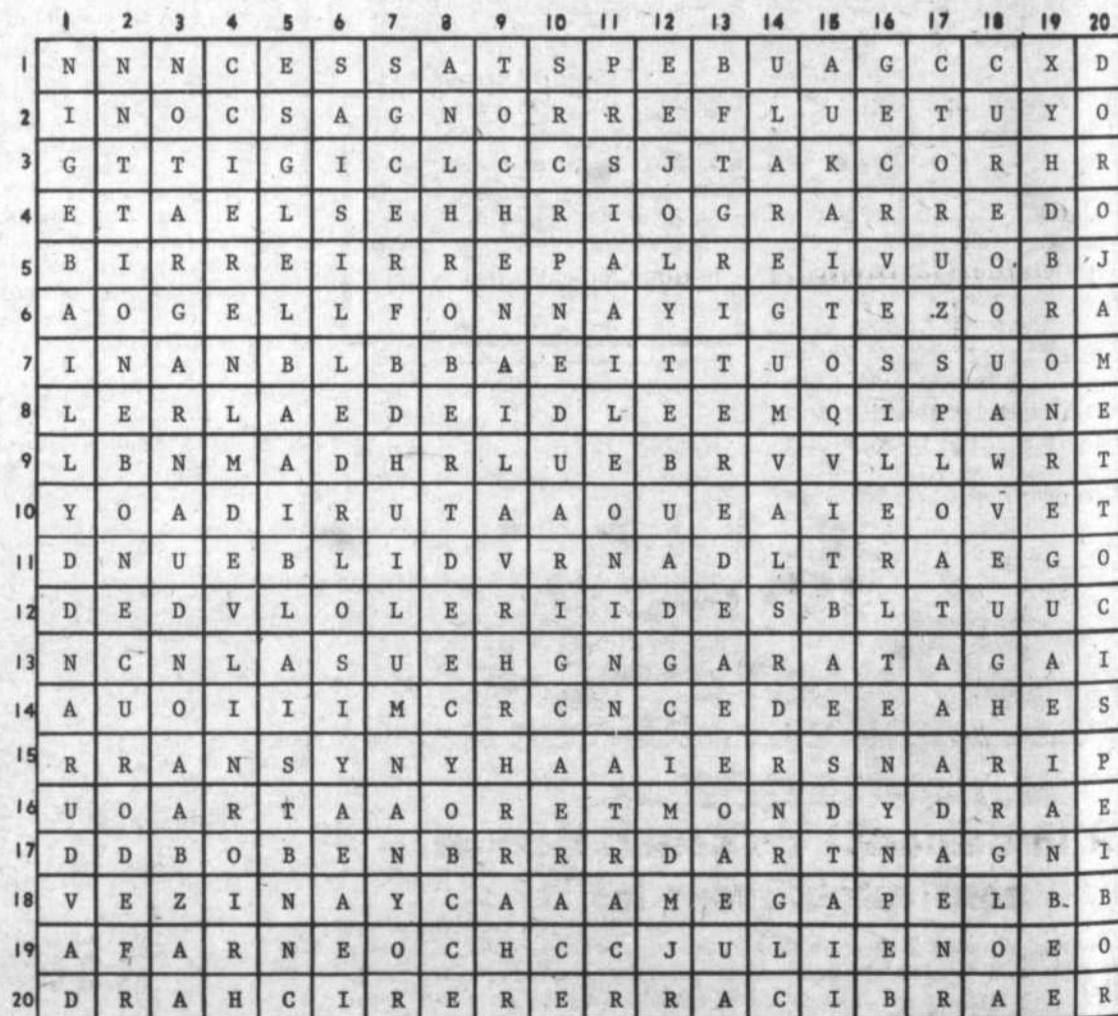 1 2 3 4 5 6 7 8 9 10 11 12 13 14 15 16 17 18 19 20
1 N N N C E S S A T S P E B U A G C C X D
2 I N O C S A G N O R R E F L U E T U Y O
3 G T T I G I C L C C S J T A K C O R H R
4 E T A E L S E H H R I O G R A R R E D O
5 B I R R E I R R E P A L R E I V U O B J
6 A O G E L L F O N N A Y I G T E Z O R A
7 I N A N B L B B A E I T T U O S S U O M
8 L E R L A E D E I D L E E M Q I P A N E
9 L B N M A D H R L U E B R V V L L W R T
10 Y O A D I R U T A A O U E A I E O V E T
11 D N U E B L I D V R N A D L T R A E G O
12 D E D V L O L E R I I D E S B L T U U C
13 N C N L A S U E H G N G A R A T A G A I
14 A U O I I I M C R C N C E D E E A H E S
15 R R A N S Y N Y H A A I E R S N A R I P
16 U O A R T A A O R E T M O N D Y D R A E
17 D D B O B E N B R R R D A R T N A G N I
18 V E Z I N A Y C A A A M E G A P E L B B
19 A F A R N E O C H C C J U L I E N O E O
20 D R A H C I R E R E R R A C I B R A E R